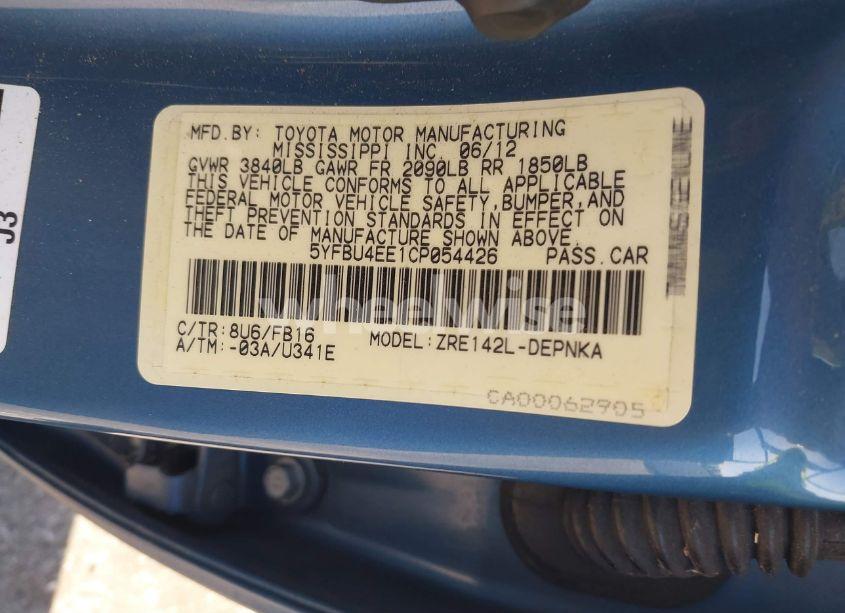 MFD. BY: TOYOTA MOTOR MANUFACTURING
MISSISSIPPI INC. 06/12
GVWR 3840LB GAWR FR 2090LB RR 1850LB
THIS VEHICLE CONFORMS TO ALL APPLICABLE
FEDERAL MOTOR VEHICLE SAFETY,BUMPER,AND
THEFT PREVENTION STANDARDS IN EFFECT ON
THE DATE OF MANUFACTURE SHOWN ABOVE.
5YFBU4EE1CP054426 PASS.CAR
wheelwise
C/TR:8U6/FB16 MODEL:ZRE142L-DEPNKA
A/TM:-03A/U341E
CA00062905
J3